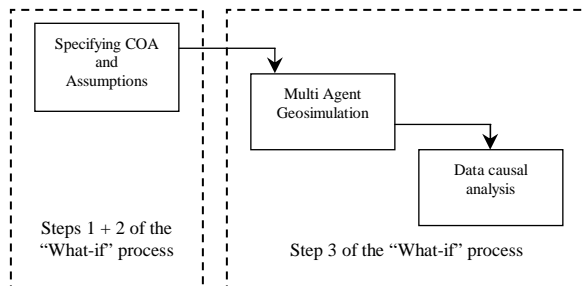 Specifying COA
and
Assumptions
Multi Agent
Geosimulation
Data causal
analysis
Steps 1 + 2 of the
“What-if” process
Step 3 of the “What-if” process